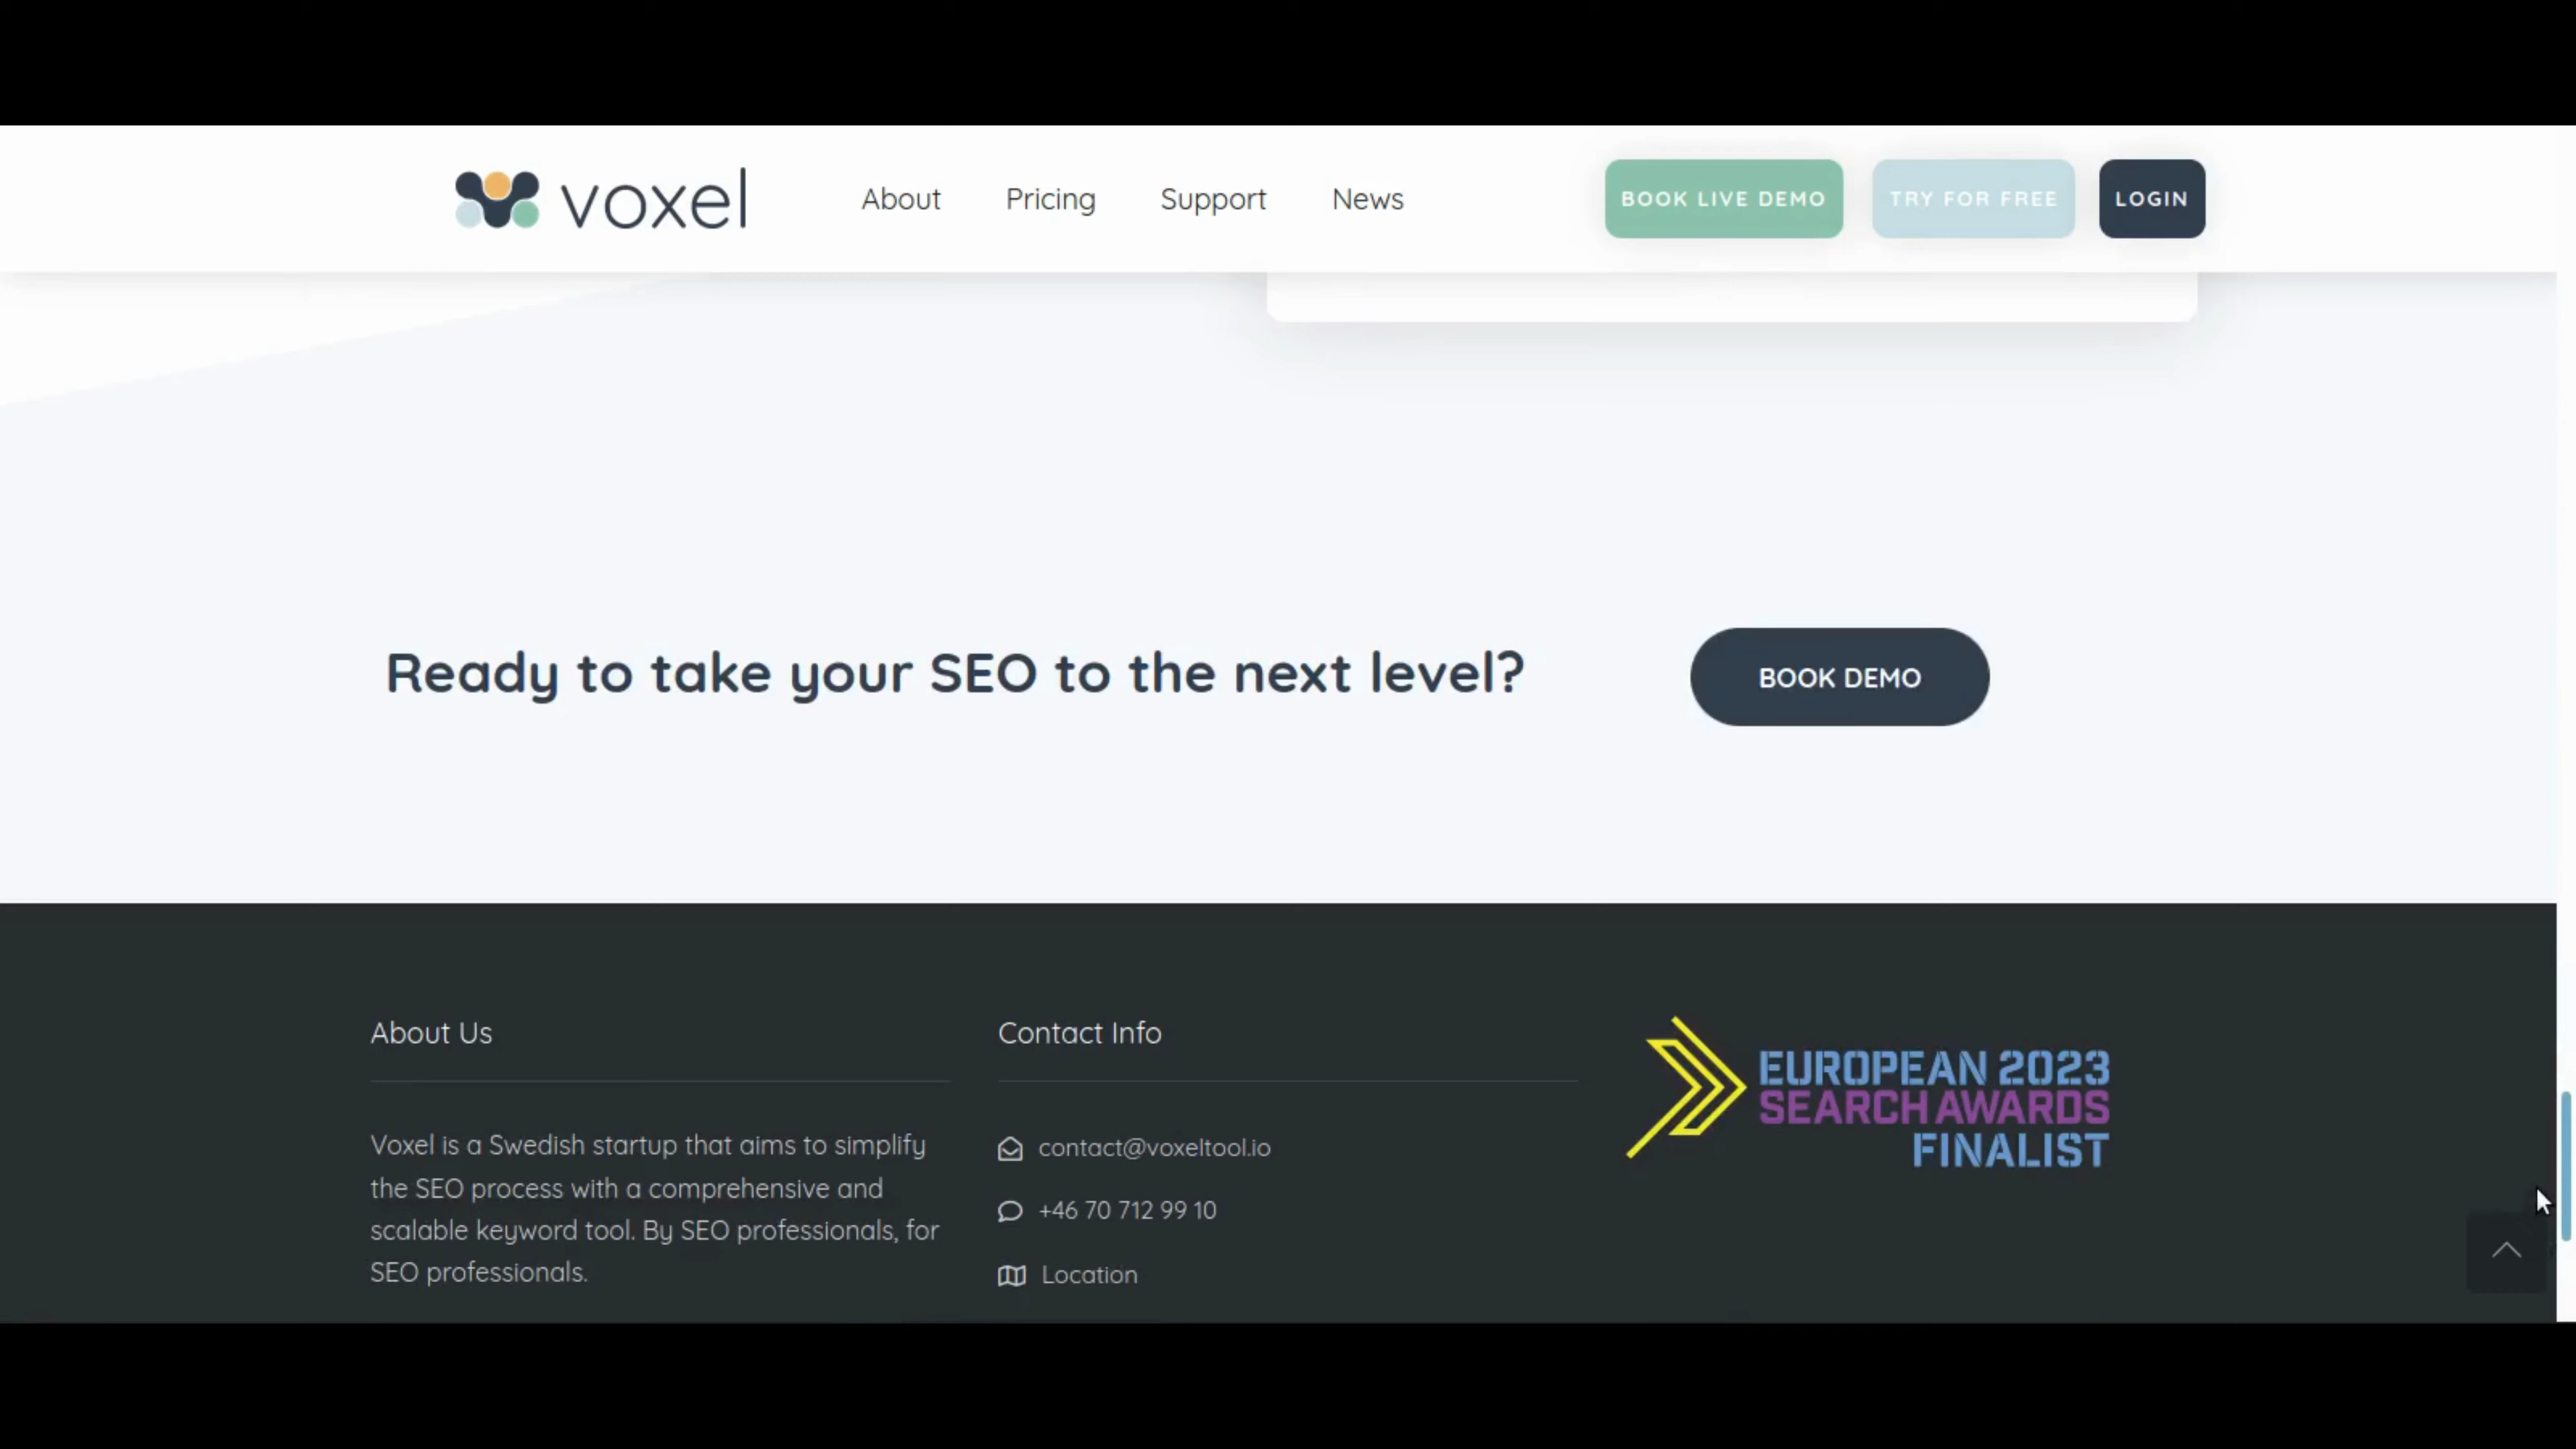 voxel
About
Pricing
Support
News
BOOK LIVE DEMO
TRY FOR FREE
LOGIN
Ready to take your SEO to the next level?
BOOK DEMO
About Us
Voxel is a Swedish startup that aims to simplify
the SEO process with a comprehensive and
scalable keyword tool. By SEO professionals, for
SEO professionals.
Contact Info
contact@voxeltool.io
+46 70 712 99 10
Location
EUROPEAN 2023
SEARCH AWARDS
FINALIST